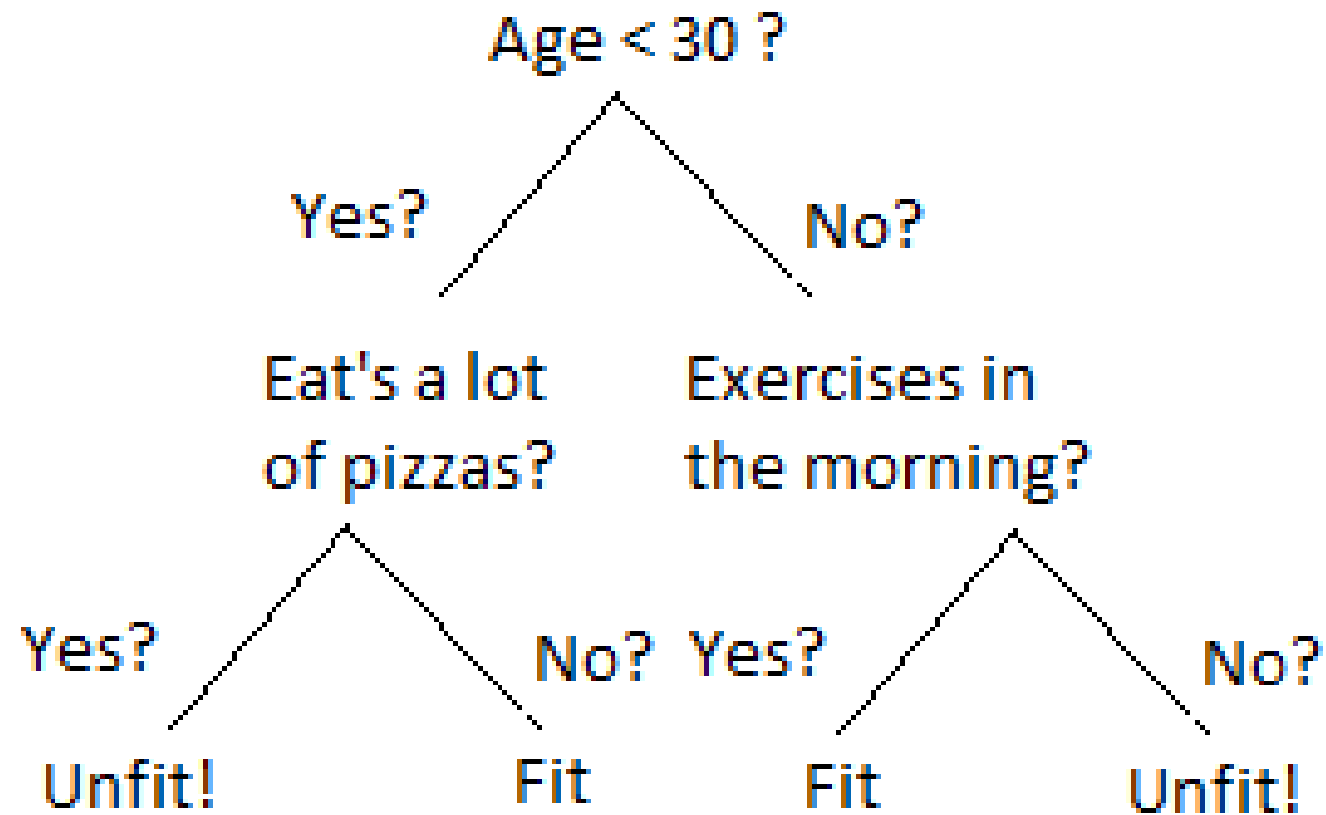 Age < 30 ?
Yes?
No?
Eat's a lot
of pizzas?
Exercises in
the morning?
Yes?
No?
Yes?
No?
Unfit!
Fit
Fit
Unfit!